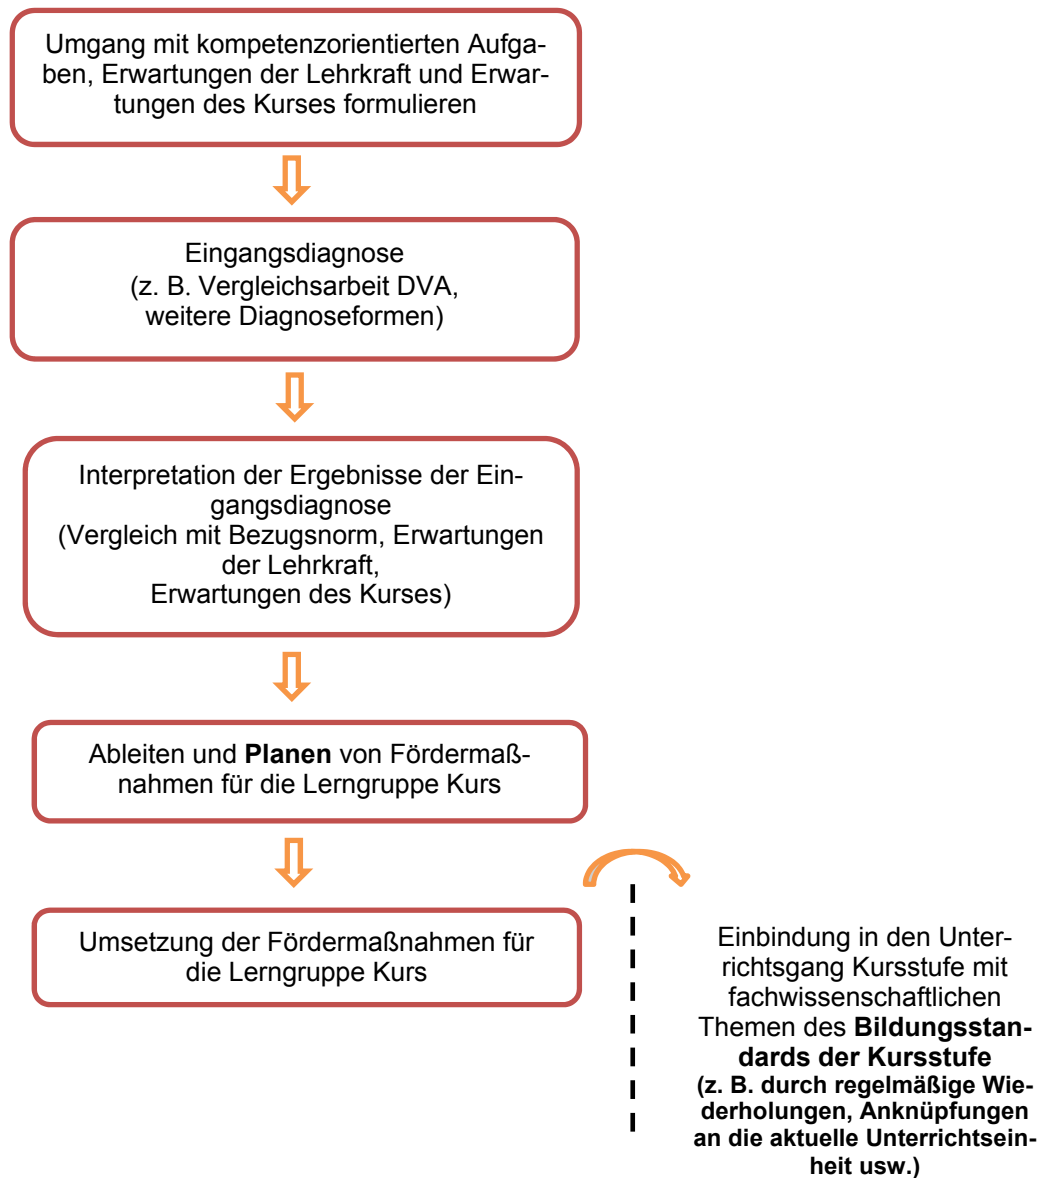 Umgang mit kompetenzorientierten Aufga-
ben, Erwartungen der Lehrkraft und Erwar-
tungen des Kurses formulieren
Eingangsdiagnose
(z. B. Vergleichsarbeit DVA,
weitere Diagnoseformen)
Interpretation der Ergebnisse der Ein-
gangsdiagnose
(Vergleich mit Bezugsnorm, Erwartungen
der Lehrkraft,
Erwartungen des Kurses)
Ableiten und Planen von Fördermaß-
nahmen für die Lerngruppe Kurs
Umsetzung der Fördermaßnahmen für
die Lerngruppe Kurs
Einbindung in den Unter-
richtsgang Kursstufe mit
fachwissenschaftlichen
Themen des Bildungsstan-
dards der Kursstufe
(z. B. durch regelmäßige Wie-
derholungen, Anknüpfungen
an die aktuelle Unterrichtsein-
heit usw.)